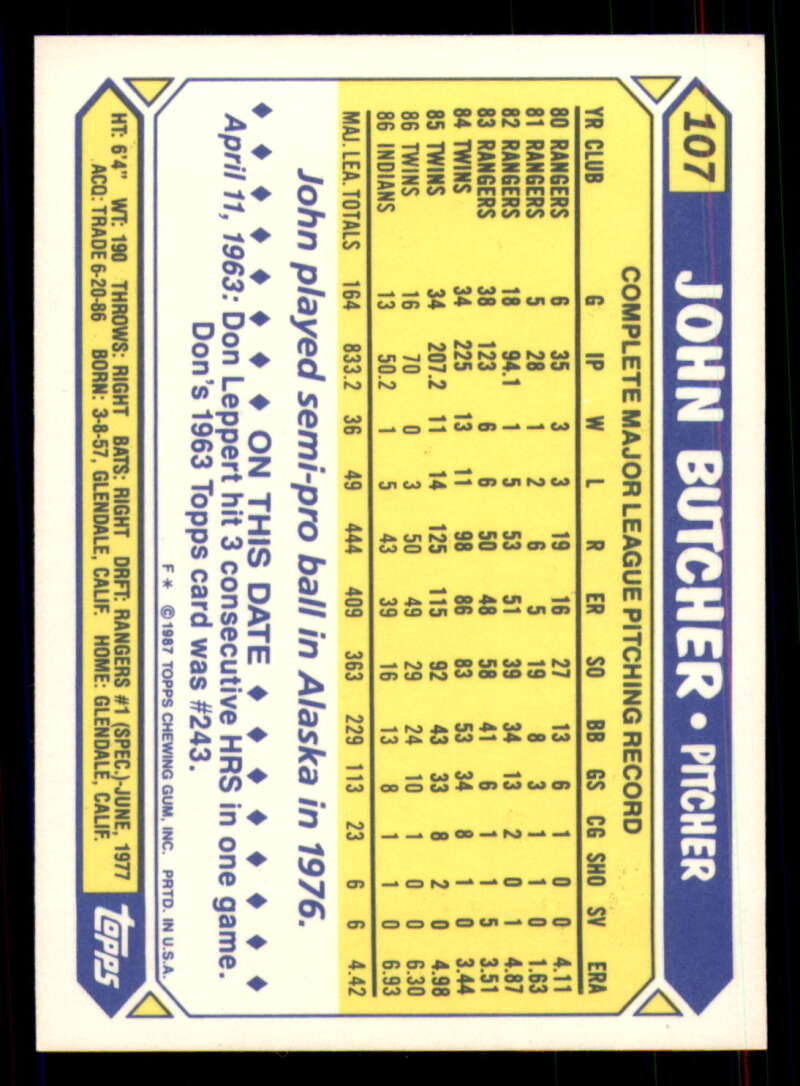 107 JOHN BUTCHER • PITCHER
COMPLETE MAJOR LEAGUE PITCHING RECORD
YR CLUB G IP W L R ER SO BB GS CG SHO SV ERA
80 RANGERS 6 35 3 3 19 16 27 13 6 1 0 0 4.11
81 RANGERS 5 28 1 2 6 5 19 8 3 1 1 0 1.63
82 RANGERS 18 94.1 1 5 53 51 39 34 13 2 0 1 4.87
83 RANGERS 38 123 6 6 50 48 58 41 6 1 1 5 3.51
84 TWINS 34 225 13 11 98 86 83 53 34 8 1 0 3.44
85 TWINS 34 207.2 11 14 125 115 92 43 33 8 2 0 4.98
86 TWINS 16 70 0 3 50 49 29 24 10 1 0 0 6.30
86 INDIANS 13 50.2 1 5 43 39 16 13 8 1 1 0 6.93
MAJ. LEA. TOTALS 164 833.2 36 49 444 409 363 229 113 23 6 6 4.42
John played semi-pro ball in Alaska in 1976.
◆ ◆ ◆ ◆ ◆ ◆ ◆ ON THIS DATE ◆ ◆ ◆ ◆ ◆ ◆ ◆
April 11, 1963: Don Leppert hit 3 consecutive HRS in one game.
Don's 1963 Topps card was #243.
F* ©1987 TOPPS CHEWING GUM, INC. PRTD. IN U.S.A.
HT: 6'4" WT: 190 THROWS: RIGHT BATS: RIGHT DRFT: RANGERS #1 (SPEC.)-JUNE, 1977
ACQ: TRADE 6-20-86 BORN: 3-8-57, GLENDALE, CALIF. HOME: GLENDALE, CALIF.
topps